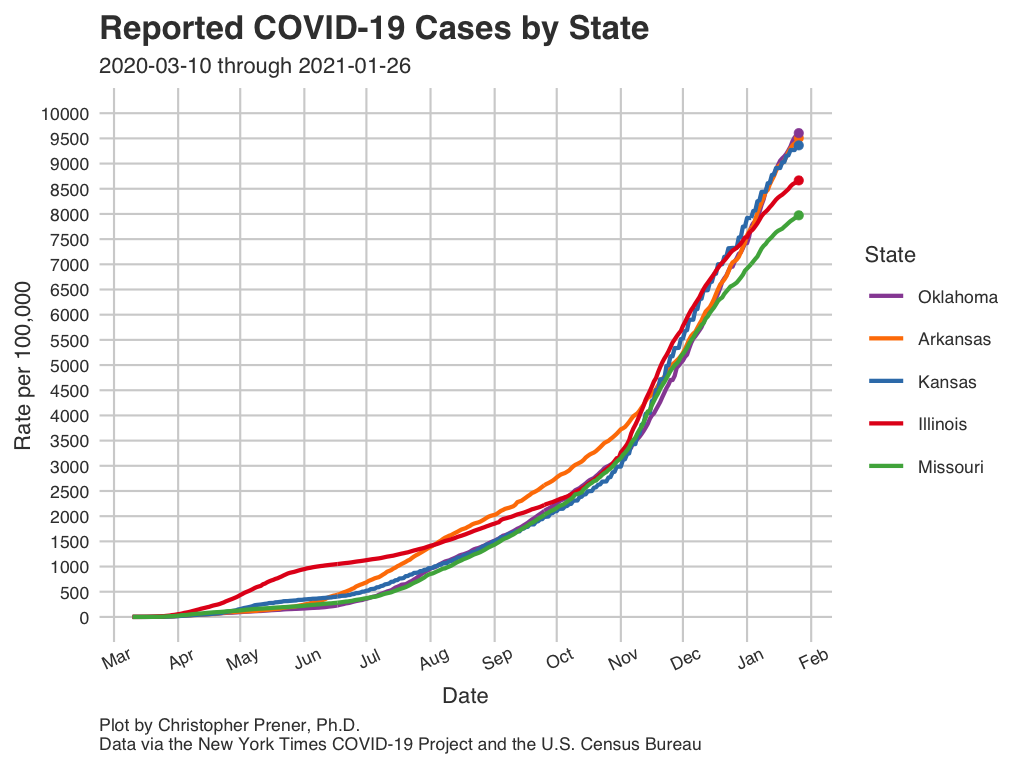 Reported COVID-19 Cases by State
2020-03-10 through 2021-01-26
10000
9500
9000
8500
8000
7500
7000
6500
6000
5500
5000
4500
4000
3500
3000
2500
2000
1500
1000
500
0
Rate per 100,000
Mar Apr May Jun Jul Aug Sep Oct Nov Dec Jan Feb
Date
State
Oklahoma
Arkansas
Kansas
Illinois
Missouri
Plot by Christopher Prener, Ph.D.
Data via the New York Times COVID-19 Project and the U.S. Census Bureau